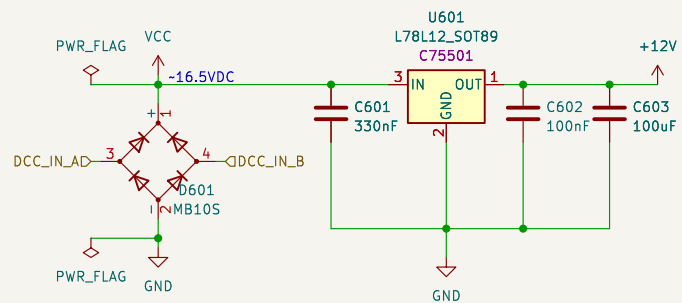 U601
L78L12_SOT89
C75501
PWR_FLAG
VCC
+12V
~16.5VDC
3
IN
OUT
1
GND
2
C601
330nF
C602
100nF
C603
100uF
+
1
DCC_IN_A
3
4
DCC_IN_B
D601
MB10S
-
2
PWR_FLAG
GND
GND